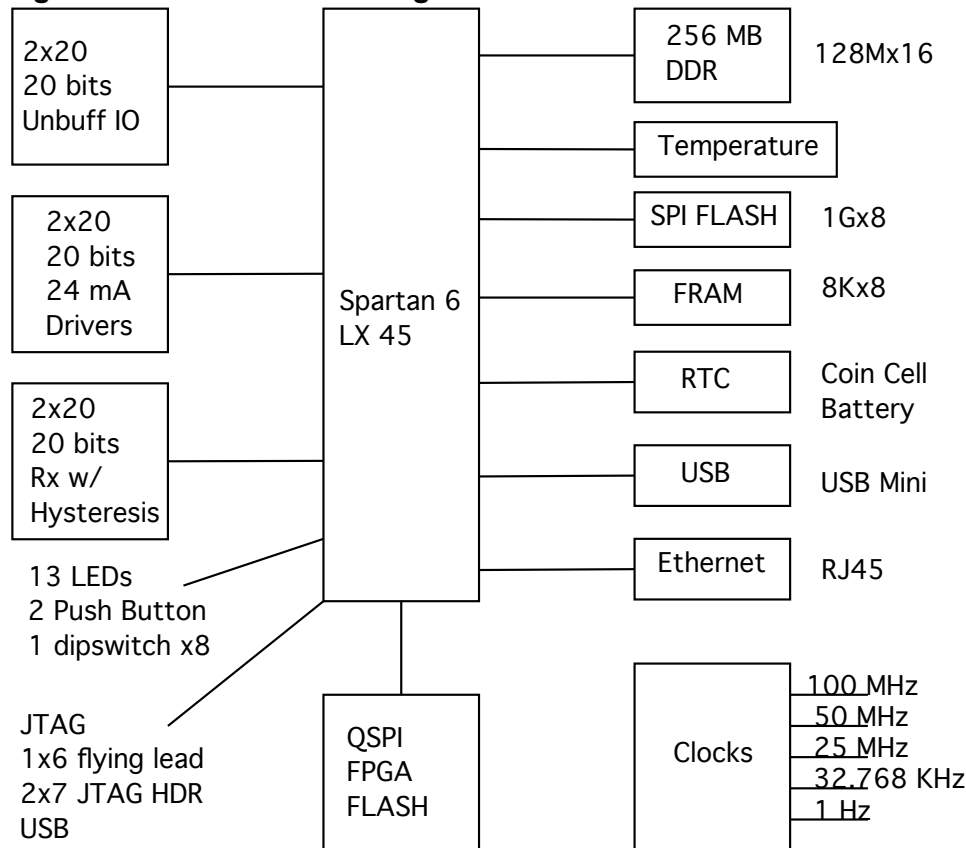 2x20
20 bits
Unbuff IO
2x20
20 bits
24 mA
Drivers
2x20
20 bits
Rx w/
Hysteresis
13 LEDs
2 Push Button
1 dipswitch x8
JTAG
1x6 flying lead
2x7 JTAG HDR
USB
Spartan 6
LX 45
QSPI
FPGA
FLASH
256 MB
DDR
128Mx16
Temperature
SPI FLASH
1Gx8
FRAM
8Kx8
RTC
Coin Cell
Battery
USB
USB Mini
Ethernet
RJ45
Clocks
100 MHz
50 MHz
25 MHz
32.768 KHz
1 Hz